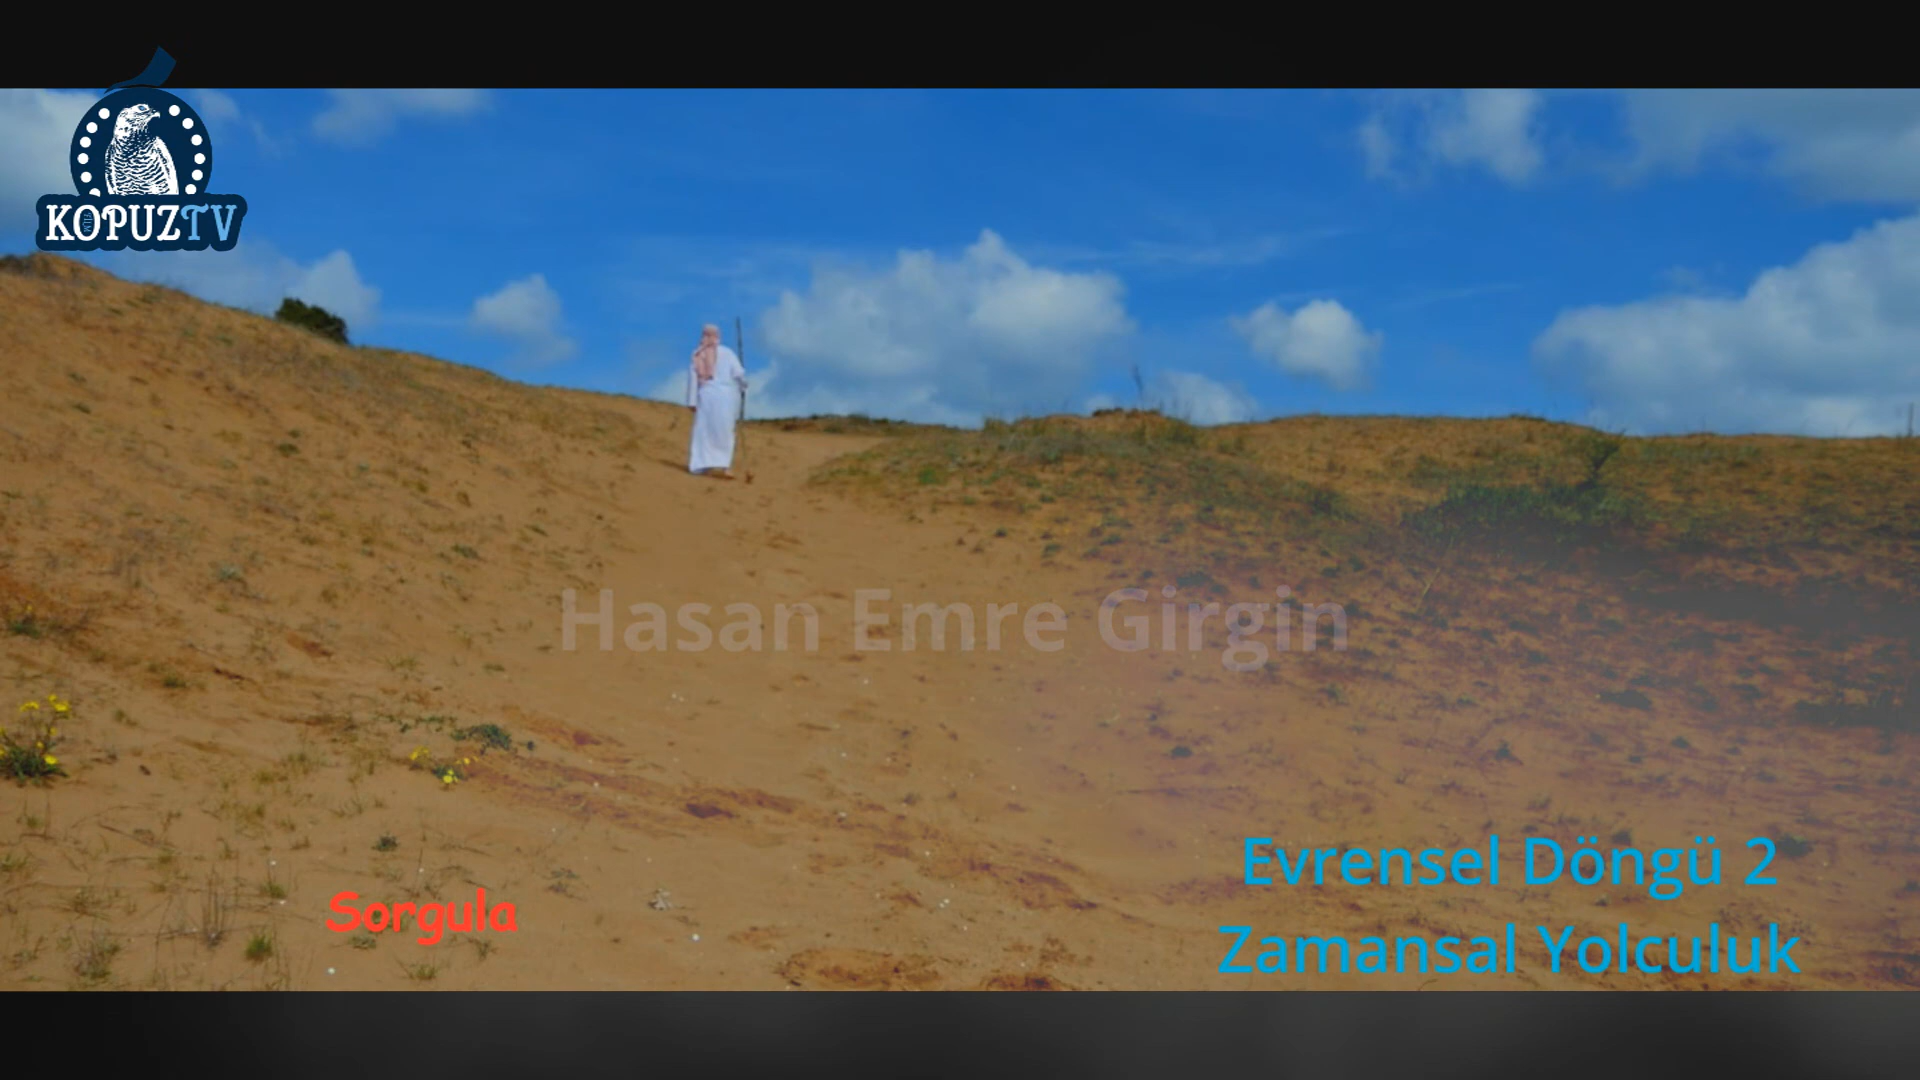 KOPUZTV
Hasan Emre Girgin
Evrensel Döngü 2
Sorgula
Zamansal Yolculuk